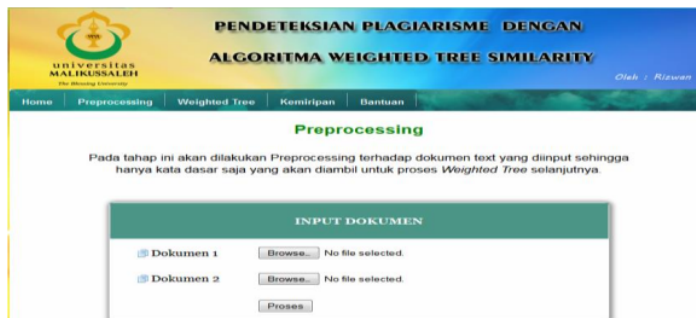 PENDETEKSIAN PLAGIARISME DENGAN
ALGORITMA WEIGHTED TREE SIMILARITY
universitas
MALIKUSSALEH
The Blessing University
Oleh : Rizwan
Home Preprocessing Weighted Tree Kemiripan Bantuan
Preprocessing
Pada tahap ini akan dilakukan Preprocessing terhadap dokumen text yang diinput sehingga
hanya kata dasar saja yang akan diambil untuk proses Weighted Tree selanjutnya.
INPUT DOKUMEN
Dokumen 1 Browse... No file selected.
Dokumen 2 Browse... No file selected.
Proses